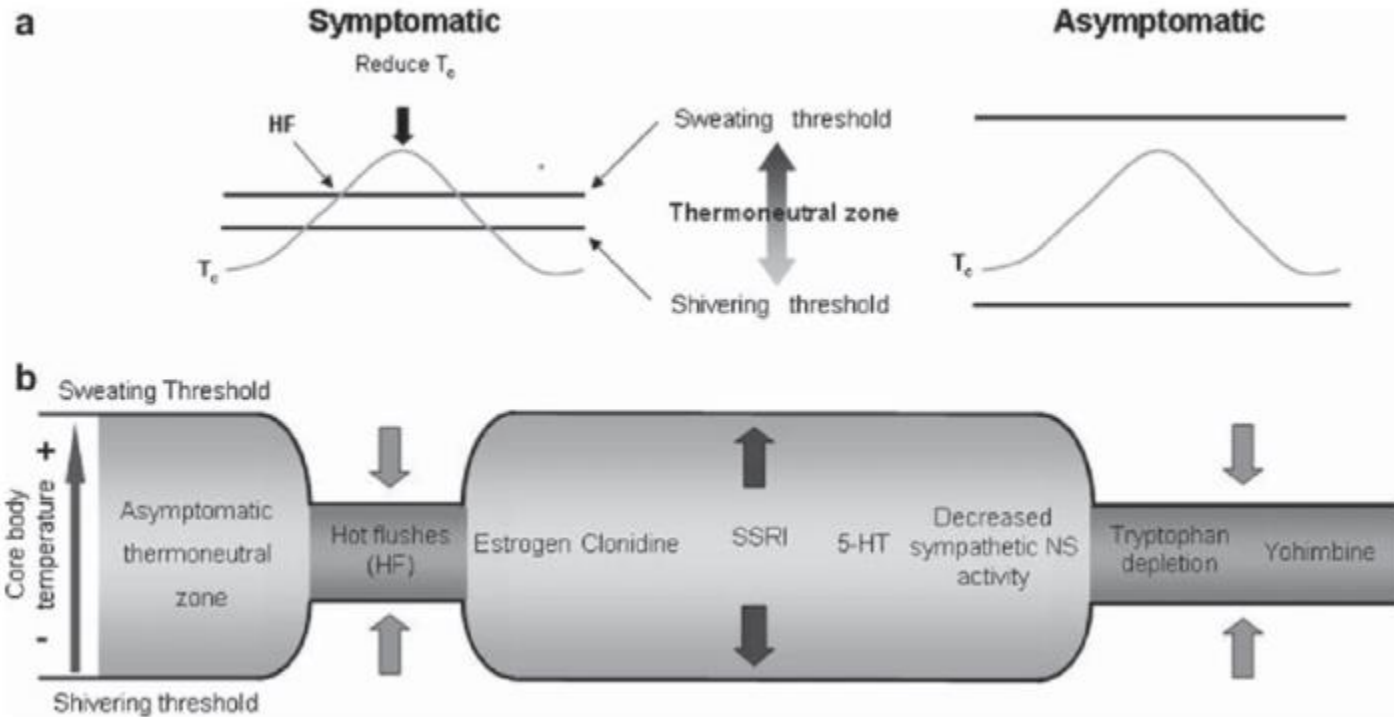 a
Symptomatic
Asymptomatic
Reduce Tc
HF
Sweating threshold
Thermoneutral zone
Tc
Tc
Shivering threshold
b
Sweating Threshold
+
Core body
temperature
-
Asymptomatic
thermoneutral
zone
Hot flushes
(HF)
Estrogen Clonidine
SSRI
5-HT
Decreased
sympathetic NS
activity
Tryptophan
depletion
Yohimbine
Shivering threshold